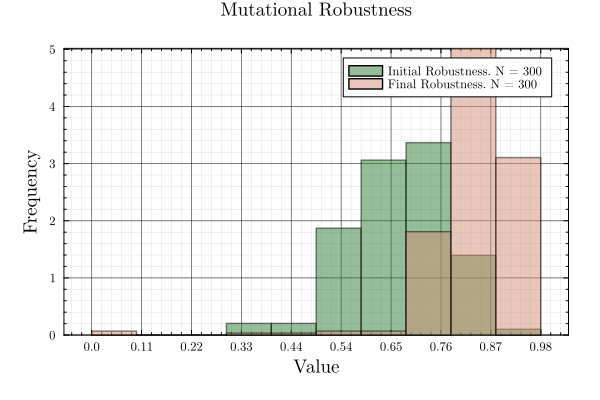 Mutational Robustness
Initial Robustness. N = 300
Final Robustness. N = 300
Frequency
5
4
3
2
1
0
0.0 0.11 0.22 0.33 0.44 0.54 0.65 0.76 0.87 0.98
Value